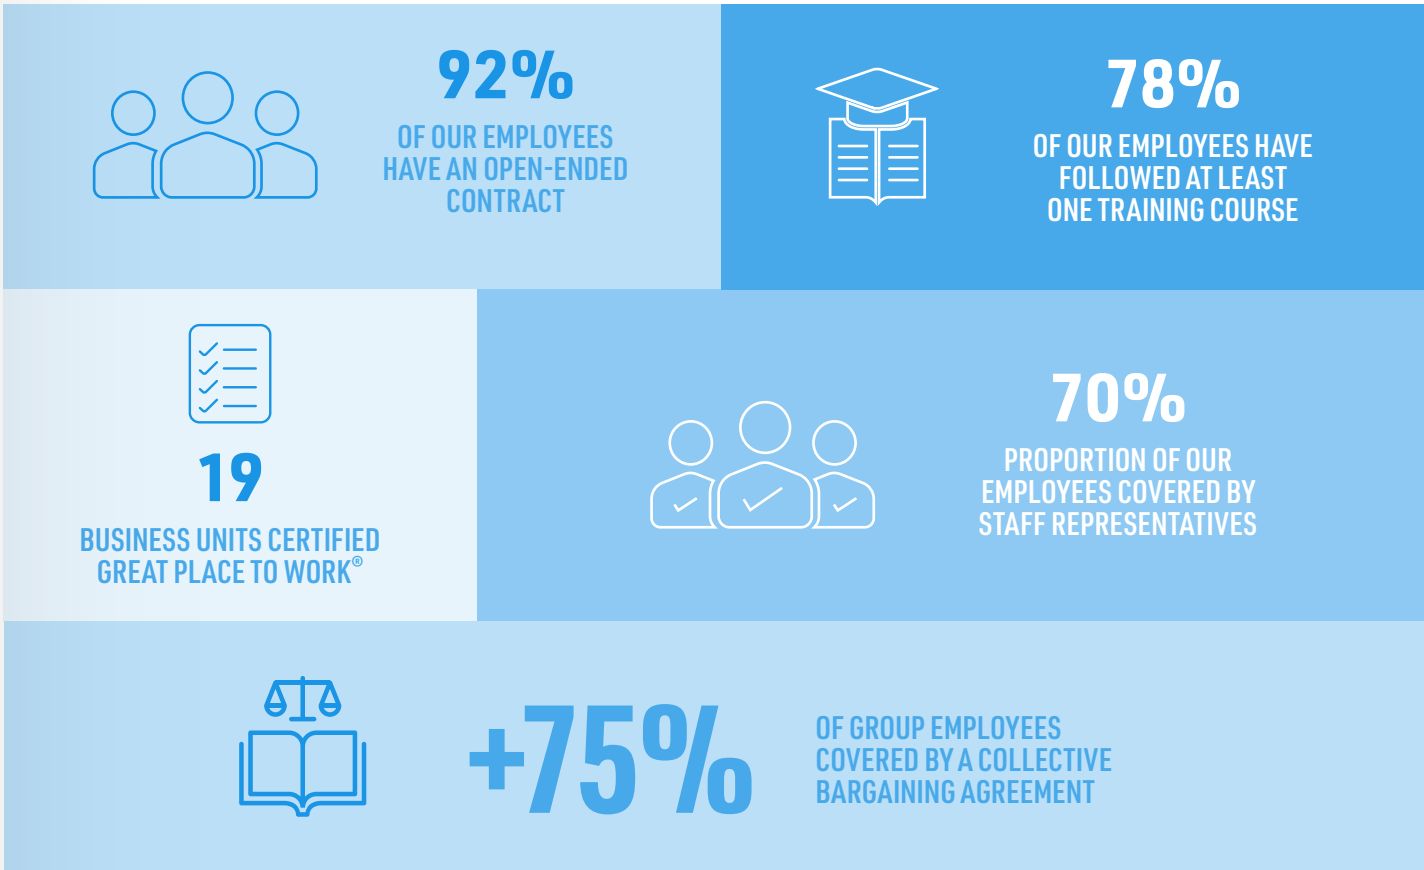 92%
OF OUR EMPLOYEES
HAVE AN OPEN-ENDED
CONTRACT
78%
OF OUR EMPLOYEES HAVE
FOLLOWED AT LEAST
ONE TRAINING COURSE
19
BUSINESS UNITS CERTIFIED
GREAT PLACE TO WORK®
70%
PROPORTION OF OUR
EMPLOYEES COVERED BY
STAFF REPRESENTATIVES
+75%
OF GROUP EMPLOYEES
COVERED BY A COLLECTIVE
BARGAINING AGREEMENT